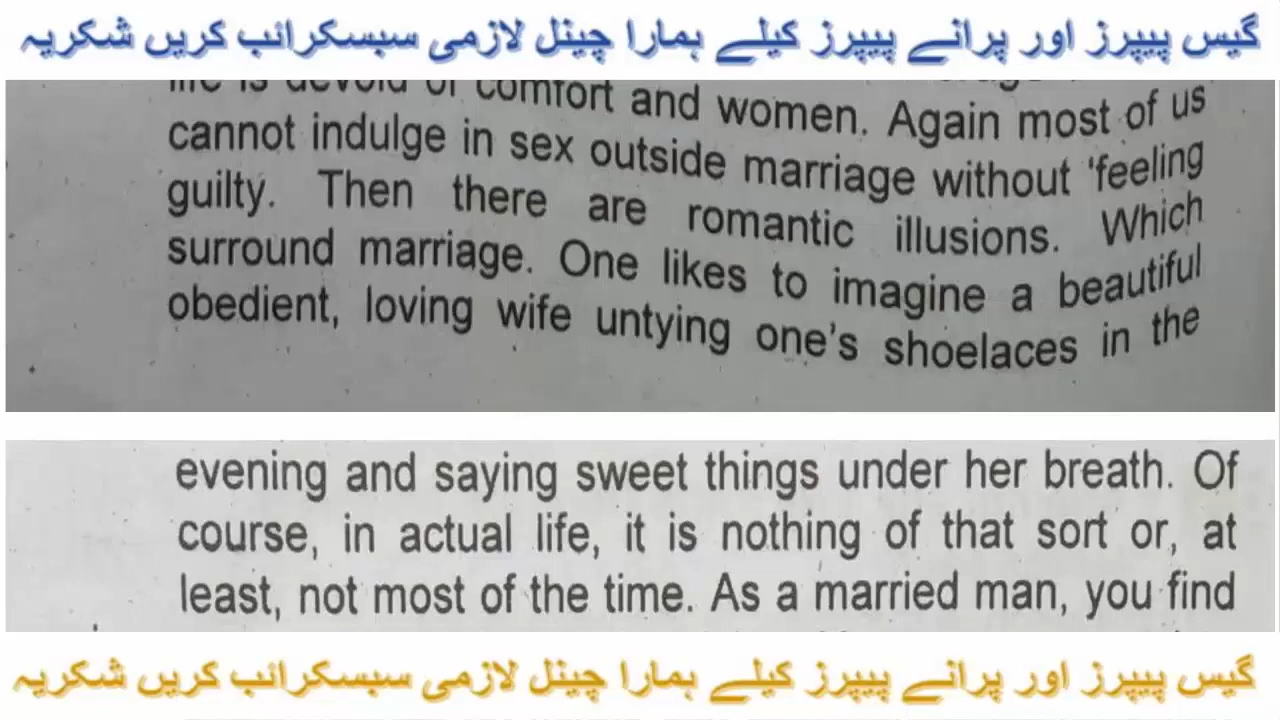 گیس پیپرز اور پرانے پیپرز کیلے ہمارا چینل لازمی سبسکرائب کریں شکریہ
life is devoid of comfort and women. Again most of us
cannot indulge in sex outside marriage without 'feeling
guilty. Then there are romantic illusions. Which
surround marriage. One likes to imagine a beautiful
obedient, loving wife untying one's shoelaces in the
evening and saying sweet things under her breath. Of
course, in actual life, it is nothing of that sort or, at
least, not most of the time. As a married man, you find
گیس پیپرز اور پرانے پیپرز کیلے ہمارا چینل لازمی سبسکرائب کریں شکریہ